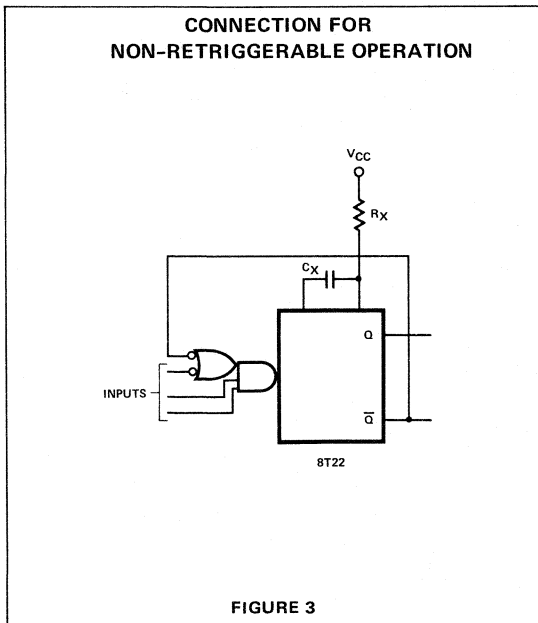 CONNECTION FOR
NON-RETRIGGERABLE OPERATION
VCC
RX
CX
Q
INPUTS
Q̅
8T22
FIGURE 3